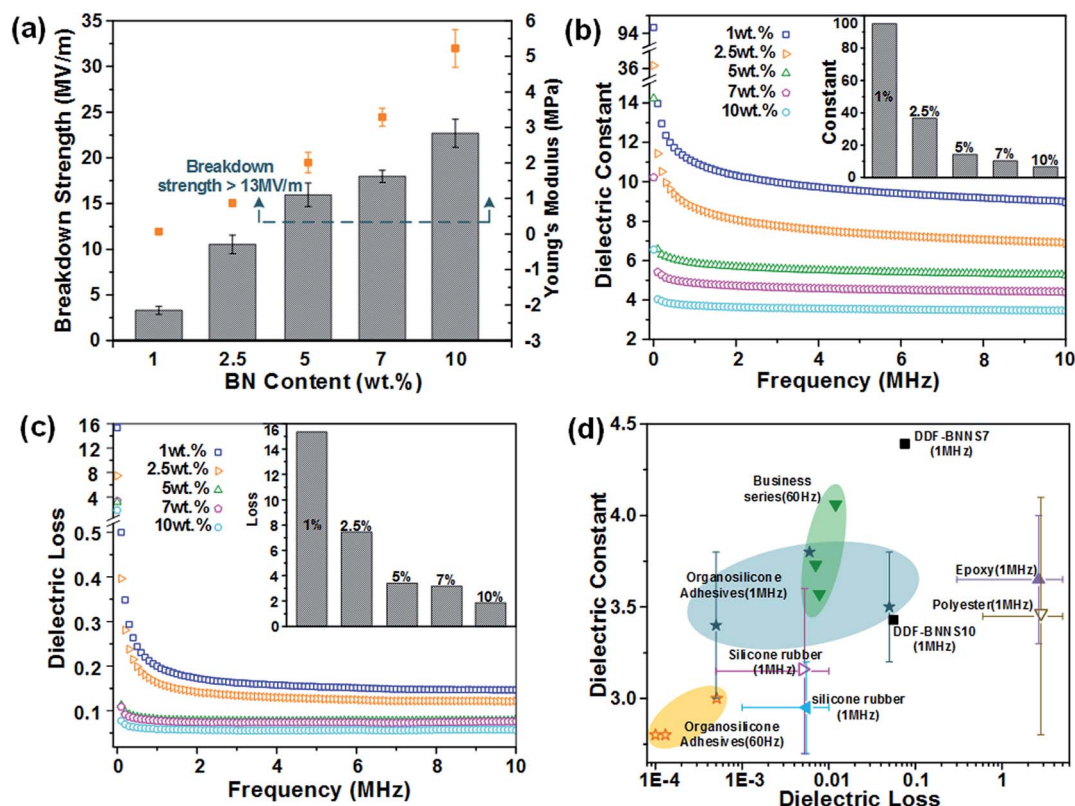 (a)
Breakdown Strength (MV/m)
35
30
25
20
15
10
5
0
Breakdown
strength > 13MV/m
6
5
4
3
2
1
0
-1
-2
-3
Young's Modulus (MPa)
1 2.5 5 7 10
BN Content (wt.%)
(b)
Dielectric Constant
94
36
14
12
10
8
6
4
2
1wt.%
2.5wt.%
5wt.%
7wt.%
10wt.%
Constant
100
80
60
40
20
0
1%
2.5%
5%
7%
10%
0 2 4 6 8 10
Frequency (MHz)
(c)
Dielectric Loss
16
12
8
4
0.5
0.4
0.3
0.2
0.1
1wt.%
2.5wt.%
5wt.%
7wt.%
10wt.%
Loss
16
14
12
10
8
6
4
2
0
1%
2.5%
5%
7%
10%
0 2 4 6 8 10
Frequency (MHz)
(d)
Dielectric Constant
4.5
4.0
3.5
3.0
DDF-BNNS7
(1MHz)
Business
series(60Hz)
Organosilicone
Adhesives(1MHz)
Epoxy(1MHz)
Polyester(1MHz)
DDF-BNNS10
(1MHz)
Silicone rubber
(1MHz)
silicone rubber
(1MHz)
Organosilicone
Adhesives(60Hz)
1E-4 1E-3 0.01 0.1 1
Dielectric Loss